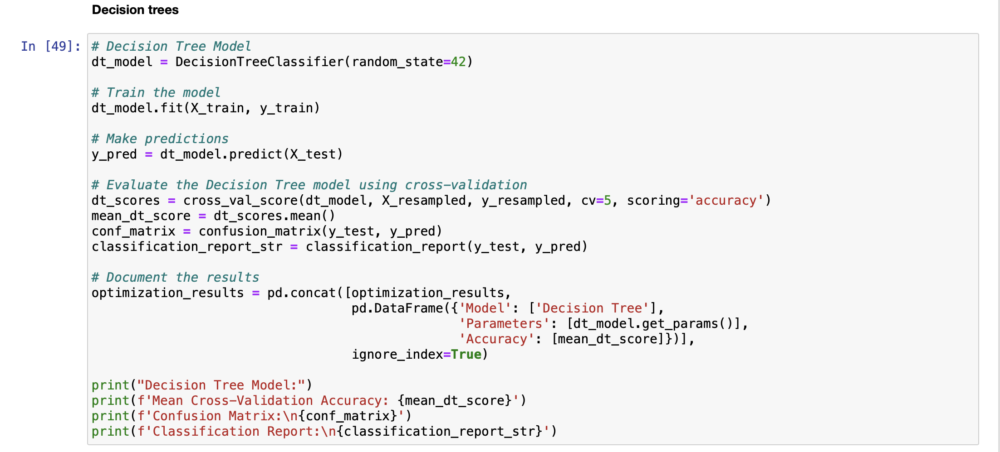 Decision trees
In [49]:
# Decision Tree Model
dt_model = DecisionTreeClassifier(random_state=42)
# Train the model
dt_model.fit(X_train, y_train)
# Make predictions
y_pred = dt_model.predict(X_test)
# Evaluate the Decision Tree model using cross-validation
dt_scores = cross_val_score(dt_model, X_resampled, y_resampled, cv=5, scoring='accuracy')
mean_dt_score = dt_scores.mean()
conf_matrix = confusion_matrix(y_test, y_pred)
classification_report_str = classification_report(y_test, y_pred)
# Document the results
optimization_results = pd.concat([optimization_results,
pd.DataFrame({'Model': ['Decision Tree'],
'Parameters': [dt_model.get_params()],
'Accuracy': [mean_dt_score]})],
ignore_index=True)
print("Decision Tree Model:")
print(f'Mean Cross-Validation Accuracy: {mean_dt_score}')
print(f'Confusion Matrix:\n{conf_matrix}')
print(f'Classification Report:\n{classification_report_str}')